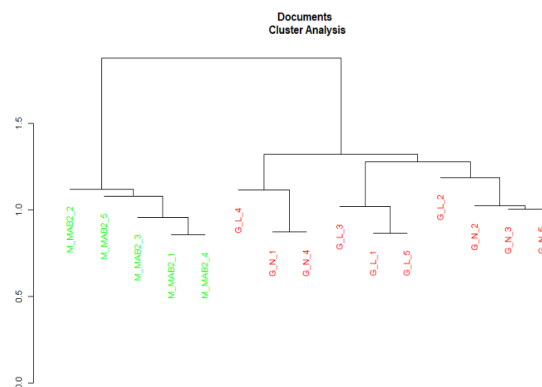 Documents
Cluster Analysis
1.5
1.0
0.5
0.0
M_MAB2_2
M_MAB2_5
M_MAB2_3
M_MAB2_1
M_MAB2_4
G_L_4
G_N_1
G_N_4
G_L_3
G_L_1
G_L_5
G_L_2
G_N_2
G_N_3
G_N_5